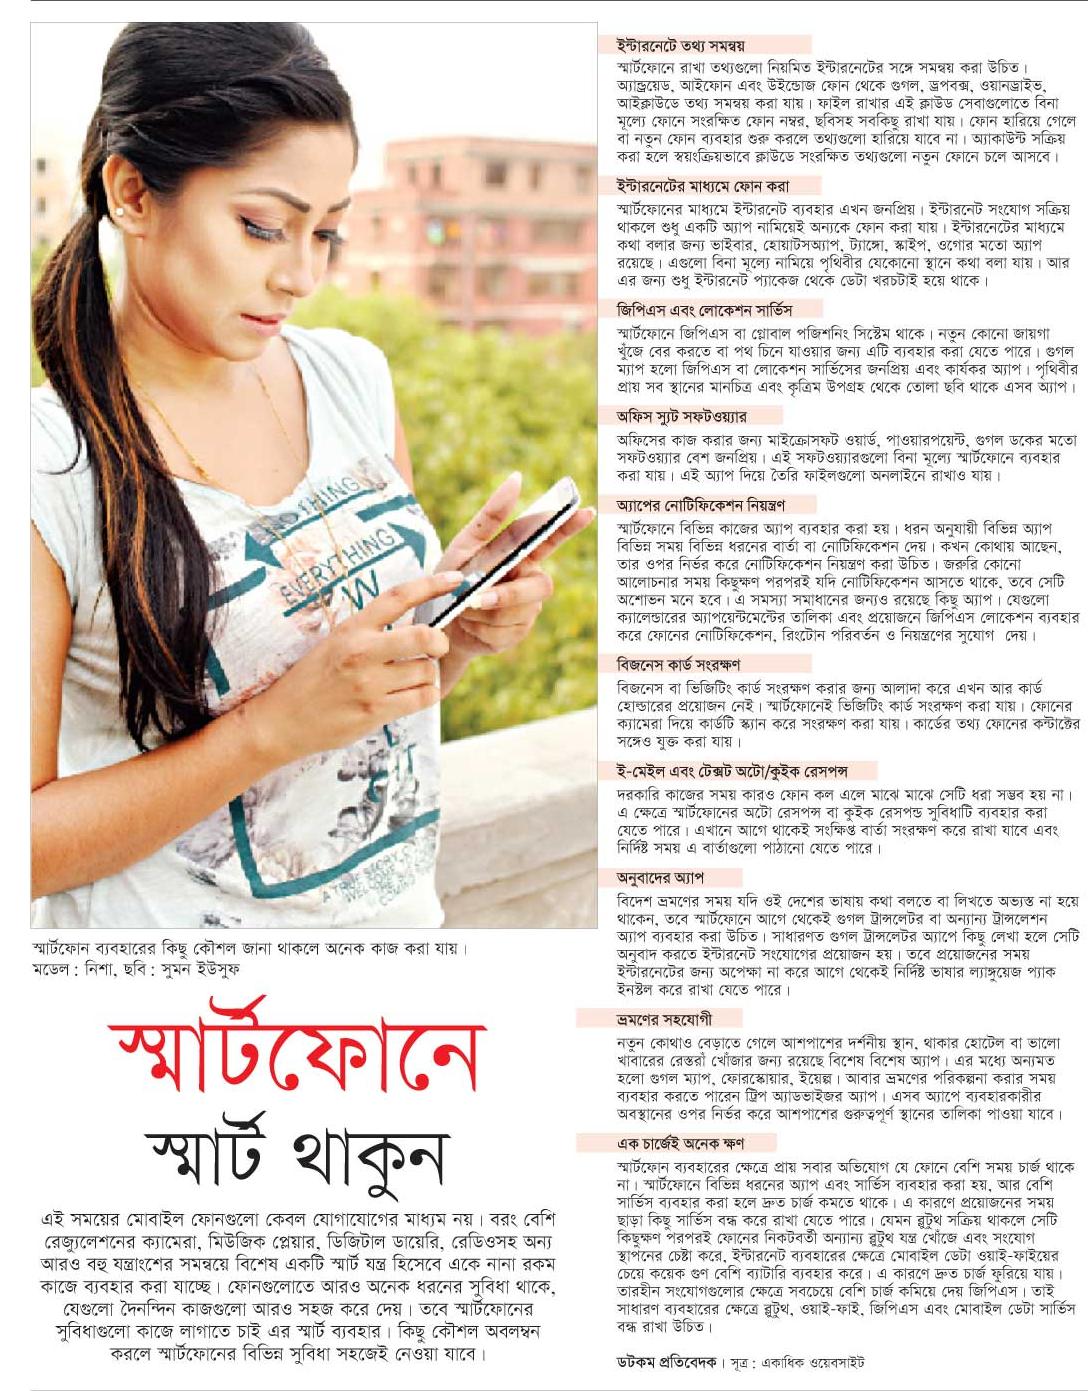 NOTHING
EVERYTHING
W
স্মার্টফোন ব্যবহারের কিছু কৌশল জানা থাকলে অনেক কাজ করা যায়।
মডেল : নিশা, ছবি : সুমন ইউসুফ
স্মার্টফোনে
স্মার্ট থাকুন
এই সময়ের মোবাইল ফোনগুলো কেবল যোগাযোগের মাধ্যম নয়। বরং বেশি
রেজ্যুলেশনের ক্যামেরা, মিউজিক প্লেয়ার, ডিজিটাল ডায়েরি, রেডিওসহ অন্য
আরও বহু যন্ত্রাংশের সমন্বয়ে বিশেষ একটি স্মার্ট যন্ত্র হিসেবে একে নানা রকম
কাজে ব্যবহার করা যাচ্ছে। ফোনগুলোতে আরও অনেক ধরনের সুবিধা থাকে,
যেগুলো দৈনন্দিন কাজগুলো আরও সহজ করে দেয়। তবে স্মার্টফোনের
সুবিধাগুলো কাজে লাগাতে চাই এর স্মার্ট ব্যবহার। কিছু কৌশল অবলম্বন
করলে স্মার্টফোনের বিভিন্ন সুবিধা সহজেই নেওয়া যাবে।
ইন্টারনেটে তথ্য সমন্বয়
স্মার্টফোনে রাখা তথ্যগুলো নিয়মিত ইন্টারনেটের সঙ্গে সমন্বয় করা উচিত।
অ্যান্ড্রয়েড, আইফোন এবং উইন্ডোজ ফোন থেকে গুগল, ড্রপবক্স, ওয়ানড্রাইভ,
আইক্লাউডে তথ্য সমন্বয় করা যায়। ফাইল রাখার এই ক্লাউড সেবাগুলোতে বিনা
মূল্যে ফোনে সংরক্ষিত ফোন নম্বর, ছবিসহ সবকিছু রাখা যায়। ফোন হারিয়ে গেলে
বা নতুন ফোন ব্যবহার শুরু করলে তথ্যগুলো হারিয়ে যাবে না। অ্যাকাউন্ট সক্রিয়
করা হলে স্বয়ংক্রিয়ভাবে ক্লাউডে সংরক্ষিত তথ্যগুলো নতুন ফোনে চলে আসবে।
ইন্টারনেটের মাধ্যমে ফোন করা
স্মার্টফোনের মাধ্যমে ইন্টারনেট ব্যবহার এখন জনপ্রিয়। ইন্টারনেট সংযোগ সক্রিয়
থাকলে শুধু একটি অ্যাপ নামিয়েই অন্যকে ফোন করা যায়। ইন্টারনেটের মাধ্যমে
কথা বলার জন্য ভাইবার, হোয়াটসঅ্যাপ, ট্যাঙ্গো, স্কাইপ, ওগোর মতো অ্যাপ
রয়েছে। এগুলো বিনা মূল্যে নামিয়ে পৃথিবীর যেকোনো স্থানে কথা বলা যায়। আর
এর জন্য শুধু ইন্টারনেট প্যাকেজ থেকে ডেটা খরচটাই হয়ে থাকে।
জিপিএস এবং লোকেশন সার্ভিস
স্মার্টফোনে জিপিএস বা গ্লোবাল পজিশনিং সিস্টেম থাকে। নতুন কোনো জায়গা
খুঁজে বের করতে বা পথ চিনে যাওয়ার জন্য এটি ব্যবহার করা যেতে পারে। গুগল
ম্যাপ হলো জিপিএস বা লোকেশন সার্ভিসের জনপ্রিয় এবং কার্যকর অ্যাপ। পৃথিবীর
প্রায় সব স্থানের মানচিত্র এবং কৃত্রিম উপগ্রহ থেকে তোলা ছবি থাকে এসব অ্যাপ।
অফিস স্যুট সফটওয়্যার
অফিসের কাজ করার জন্য মাইক্রোসফট ওয়ার্ড, পাওয়ারপয়েন্ট, গুগল ডকের মতো
সফটওয়্যার বেশ জনপ্রিয়। এই সফটওয়্যারগুলো বিনা মূল্যে স্মার্টফোনে ব্যবহার
করা যায়। এই অ্যাপ দিয়ে তৈরি ফাইলগুলো অনলাইনে রাখাও যায়।
অ্যাপের নোটিফিকেশন নিয়ন্ত্রণ
স্মার্টফোনে বিভিন্ন কাজের অ্যাপ ব্যবহার করা হয়। ধরন অনুযায়ী বিভিন্ন অ্যাপ
বিভিন্ন সময় বিভিন্ন ধরনের বার্তা বা নোটিফিকেশন দেয়। কখন কোথায় আছেন,
তার ওপর নির্ভর করে নোটিফিকেশন নিয়ন্ত্রণ করা উচিত। জরুরি কোনো
আলোচনার সময় কিছুক্ষণ পরপরই যদি নোটিফিকেশন আসতে থাকে, তবে সেটি
অশোভন মনে হবে। এ সমস্যা সমাধানের জন্যও রয়েছে কিছু অ্যাপ। যেগুলো
ক্যালেন্ডারের অ্যাপয়েন্টমেন্টের তালিকা এবং প্রয়োজনে জিপিএস লোকেশন ব্যবহার
করে ফোনের নোটিফিকেশন, রিংটোন পরিবর্তন ও নিয়ন্ত্রণের সুযোগ দেয়।
বিজনেস কার্ড সংরক্ষণ
বিজনেস বা ভিজিটিং কার্ড সংরক্ষণ করার জন্য আলাদা করে এখন আর কার্ড
হোল্ডারের প্রয়োজন নেই। স্মার্টফোনেই ভিজিটিং কার্ড সংরক্ষণ করা যায়। ফোনের
ক্যামেরা দিয়ে কার্ডটি স্ক্যান করে সংরক্ষণ করা যায়। কার্ডের তথ্য ফোনের কন্টাক্টের
সঙ্গেও যুক্ত করা যায়।
ই-মেইল এবং টেক্সট অটো/কুইক রেসপন্স
দরকারি কাজের সময় কারও ফোন কল এলে মাঝে মাঝে সেটি ধরা সম্ভব হয় না।
এ ক্ষেত্রে স্মার্টফোনের অটো রেসপন্স বা কুইক রেসপন্ড সুবিধাটি ব্যবহার করা
যেতে পারে। এখানে আগে থাকেই সংক্ষিপ্ত বার্তা সংরক্ষণ করে রাখা যাবে এবং
নির্দিষ্ট সময় এ বার্তাগুলো পাঠানো যেতে পারে।
অনুবাদের অ্যাপ
বিদেশ ভ্রমণের সময় যদি ওই দেশের ভাষায় কথা বলতে বা লিখতে অভ্যস্ত না হয়ে
থাকেন, তবে স্মার্টফোনে আগে থেকেই গুগল ট্রান্সলেটর বা অন্যান্য ট্রান্সলেশন
অ্যাপ ব্যবহার করা উচিত। সাধারণত গুগল ট্রান্সলেটর অ্যাপে কিছু লেখা হলে সেটি
অনুবাদ করতে ইন্টারনেট সংযোগের প্রয়োজন হয়। তবে প্রয়োজনের সময়
ইন্টারনেটের জন্য অপেক্ষা না করে আগে থেকেই নির্দিষ্ট ভাষার ল্যাঙ্গুয়েজ প্যাক
ইনস্টল করে রাখা যেতে পারে।
ভ্রমণের সহযোগী
নতুন কোথাও বেড়াতে গেলে আশপাশের দর্শনীয় স্থান, থাকার হোটেল বা ভালো
খাবারের রেস্তরাঁ খোঁজার জন্য রয়েছে বিশেষ বিশেষ অ্যাপ। এর মধ্যে অন্যমত
হলো গুগল ম্যাপ, ফোরস্কোয়ার, ইয়েল্প। আবার ভ্রমণের পরিকল্পনা করার সময়
ব্যবহার করতে পারেন ট্রিপ অ্যাডভাইজর অ্যাপ। এসব অ্যাপে ব্যবহারকারীর
অবস্থানের ওপর নির্ভর করে আশপাশের গুরুত্বপূর্ণ স্থানের তালিকা পাওয়া যাবে।
এক চার্জেই অনেক ক্ষণ
স্মার্টফোন ব্যবহারের ক্ষেত্রে প্রায় সবার অভিযোগ যে ফোনে বেশি সময় চার্জ থাকে
না। স্মার্টফোনে বিভিন্ন ধরনের অ্যাপ এবং সার্ভিস ব্যবহার করা হয়, আর বেশি
সার্ভিস ব্যবহার করা হলে দ্রুত চার্জ কমতে থাকে। এ কারণে প্রয়োজনের সময়
ছাড়া কিছু সার্ভিস বন্ধ করে রাখা যেতে পারে। যেমন ব্লুটুথ সক্রিয় থাকলে সেটি
কিছুক্ষণ পরপরই ফোনের নিকটবর্তী অন্যান্য ব্লুটুথ যন্ত্র খোঁজে এবং সংযোগ
স্থাপনের চেষ্টা করে, ইন্টারনেট ব্যবহারের ক্ষেত্রে মোবাইল ডেটা ওয়াই-ফাইয়ের
চেয়ে কয়েক গুণ বেশি ব্যাটারি ব্যবহার করে। এ কারণে দ্রুত চার্জ ফুরিয়ে যায়।
তারহীন সংযোগগুলোর ক্ষেত্রে সবচেয়ে বেশি চার্জ কমিয়ে দেয় জিপিএস। তাই
সাধারণ ব্যবহারের ক্ষেত্রে ব্লুটুথ, ওয়াই-ফাই, জিপিএস এবং মোবাইল ডেটা সার্ভিস
বন্ধ রাখা উচিত।
ডটকম প্রতিবেদক। সূত্র : একাধিক ওয়েবসাইট